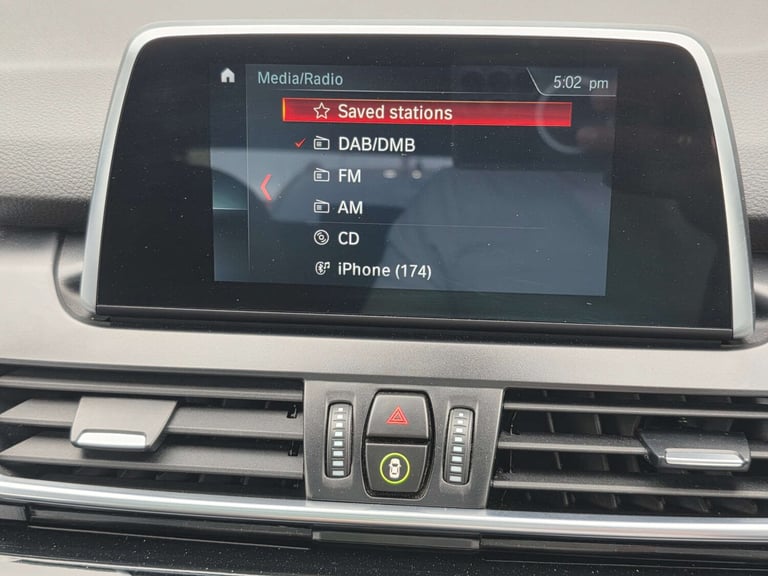 Media/Radio
5:02 pm
Saved stations
DAB/DMB
FM
AM
CD
iPhone (174)